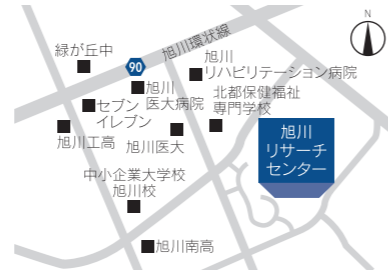 N
緑が丘中
90
旭川環状線
旭川
リハビリテーション病院
旭川
医大病院
北都保健福祉
専門学校
セブン
イレブン
旭川工高
旭川医大
旭川
リサーチ
センター
中小企業大学校
旭川校
旭川南高